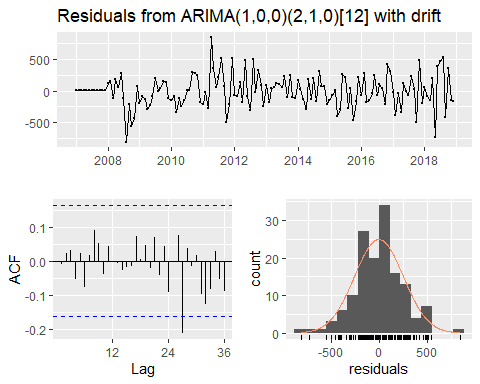 Residuals from ARIMA(1,0,0)(2,1,0)[12] with drift
500
0
-500
2008 2010 2012 2014 2016 2018
ACF
0.1
0.0
-0.1
-0.2
12 24 36
Lag
count
30
20
10
0
-500 0 500
residuals